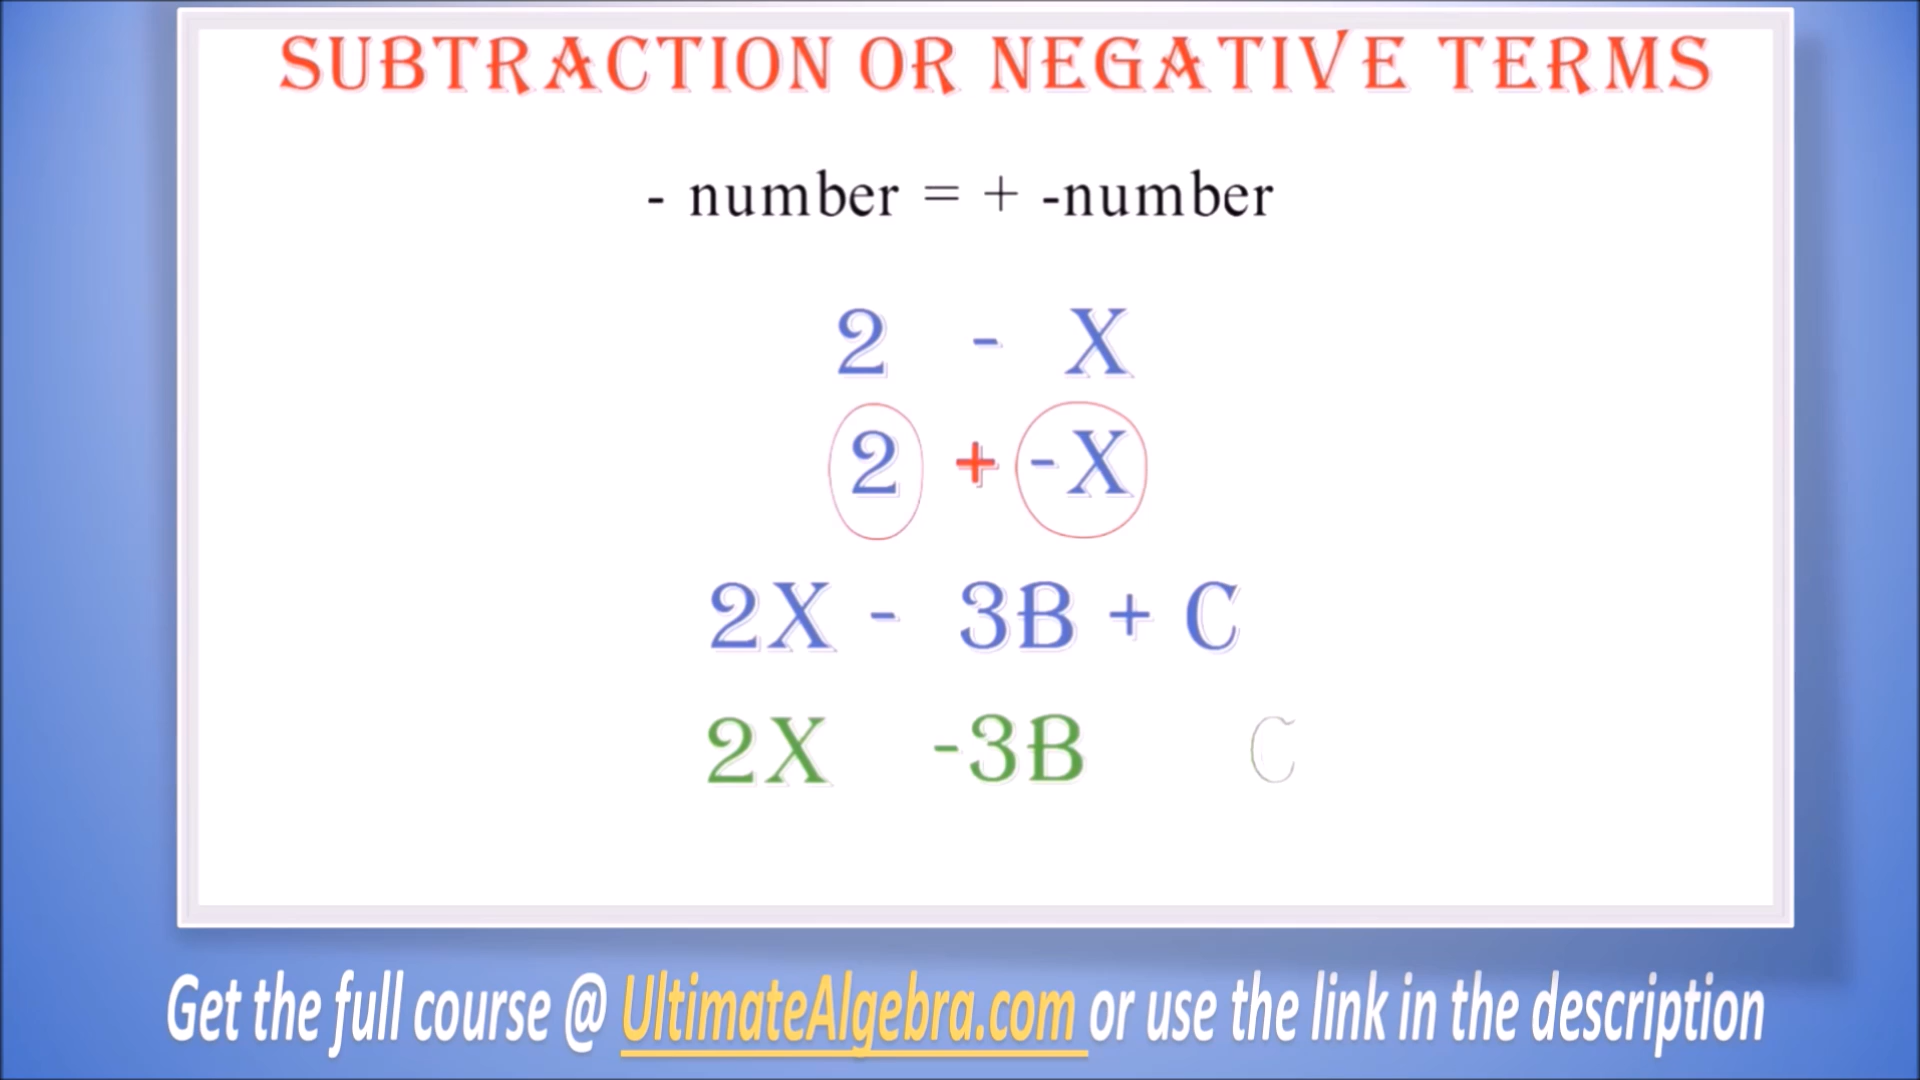 SUBTRACTION OR NEGATIVE TERMS
- number = + -number
2 - X
2 + -X
2X - 3B + C
2X -3B C
Get the full course @ UltimateAlgebra.com or use the link in the description